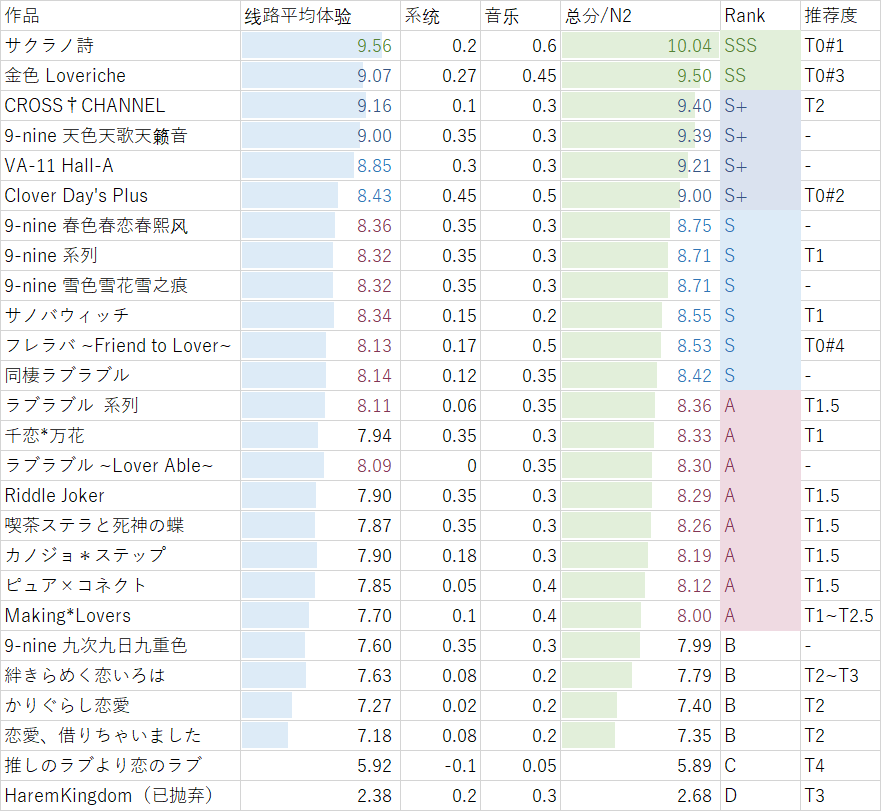 作品 线路平均体验 系统 音乐 总分/N2 Rank 推荐度
サクラノ詩 9.56 0.2 0.6 10.04 SSS T0#1
金色 Loveriche 9.07 0.27 0.45 9.50 SS T0#3
CROSS†CHANNEL 9.16 0.1 0.3 9.40 S+ T2
9-nine 天色天歌天籁音 9.00 0.35 0.3 9.39 S+ -
VA-11 Hall-A 8.85 0.3 0.3 9.21 S+ -
Clover Day's Plus 8.43 0.45 0.5 9.00 S+ T0#2
9-nine 春色春恋春熙风 8.36 0.35 0.3 8.75 S -
9-nine 系列 8.32 0.35 0.3 8.71 S T1
9-nine 雪色雪花雪之痕 8.32 0.35 0.3 8.71 S -
サノバウィッチ 8.34 0.15 0.2 8.55 S T1
フレラバ ~Friend to Lover~ 8.13 0.17 0.5 8.53 S T0#4
同棲ラブラブル 8.14 0.12 0.35 8.42 S -
ラブラブル 系列 8.11 0.06 0.35 8.36 A T1.5
千恋*万花 7.94 0.35 0.3 8.33 A T1
ラブラブル ~Lover Able~ 8.09 0 0.35 8.30 A -
Riddle Joker 7.90 0.35 0.3 8.29 A T1.5
喫茶ステラと死神の蝶 7.87 0.35 0.3 8.26 A T1.5
カノジョ＊ステップ 7.90 0.18 0.3 8.19 A T1.5
ピュア×コネクト 7.85 0.05 0.4 8.12 A T1.5
Making*Lovers 7.70 0.1 0.4 8.00 A T1~T2.5
9-nine 九次九日九重色 7.60 0.35 0.3 7.99 B -
絆きらめく恋いろは 7.63 0.08 0.2 7.79 B T2~T3
かりぐらし恋愛 7.27 0.02 0.2 7.40 B T2
恋愛、借りちゃいました 7.18 0.08 0.2 7.35 B T2
推しのラブより恋のラブ 5.92 -0.1 0.05 5.89 C T4
HaremKingdom（已抛弃） 2.38 0.2 0.3 2.68 D T3